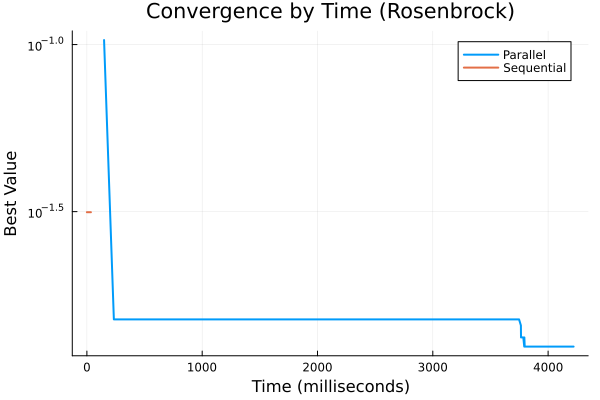 Convergence by Time (Rosenbrock)
Parallel
Sequential
Best Value
10^−1.0
10^−1.5
0 1000 2000 3000 4000
Time (milliseconds)